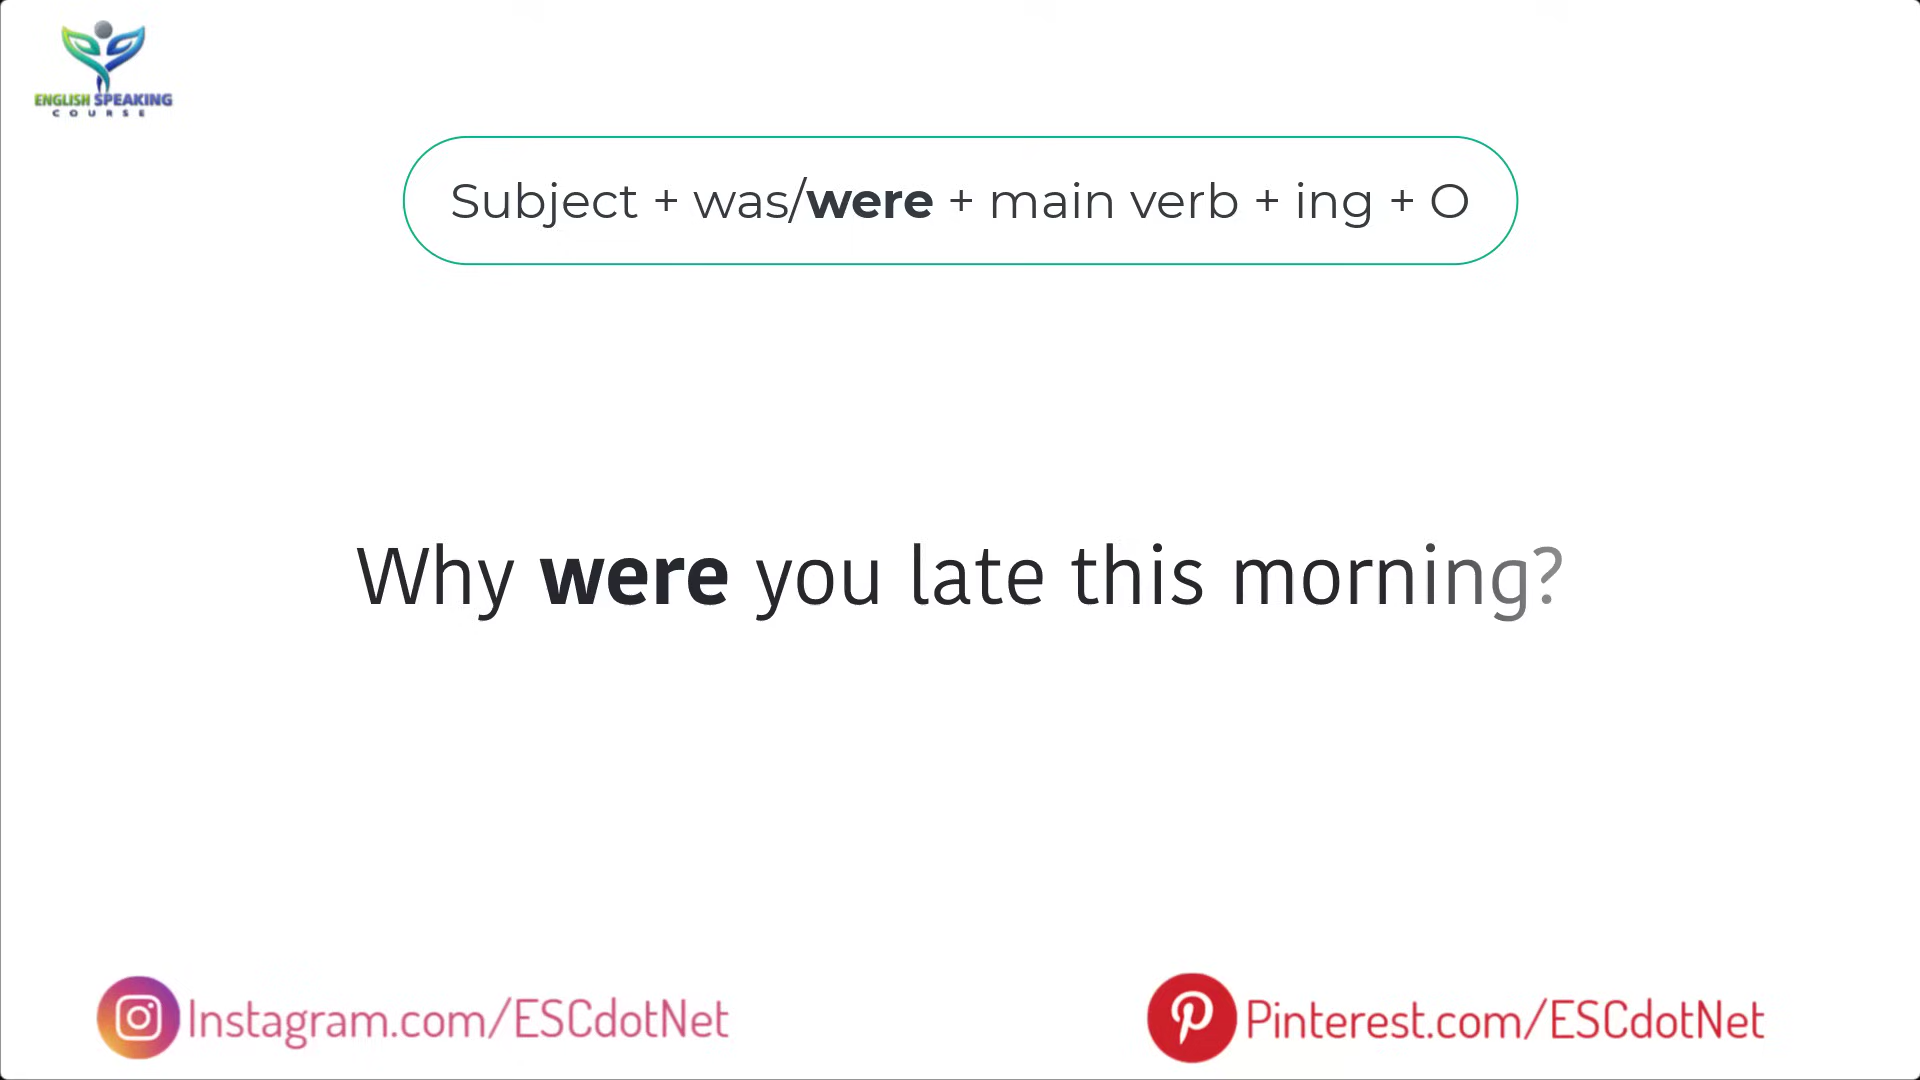 ENGLISH SPEAKING
COURSE
Subject + was/were + main verb + ing + O
Why were you late this morning?
Instagram.com/ESCdotNet
Pinterest.com/ESCdotNet